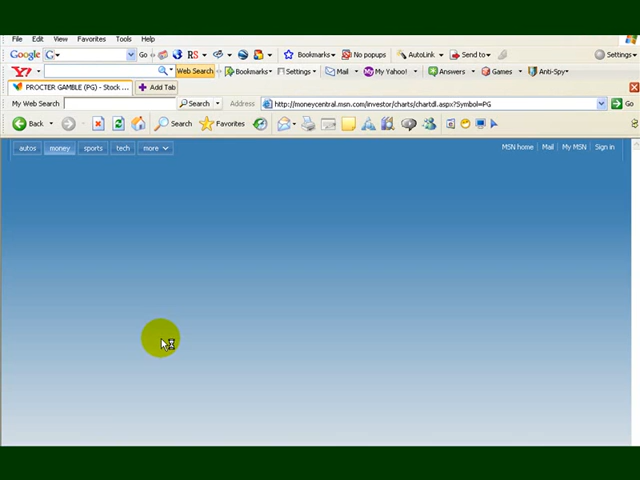 File Edit View Favorites Tools Help
Google G Go RS Bookmarks No popups AutoLink Send to Settings
Y! Web Search Bookmarks Settings Mail My Yahoo! Answers Games Anti-Spy
PROCTER GAMBLE (PG) - Stock ... Add Tab
My Web Search Search Address http://moneycentral.msn.com/investor/charts/chartdl.aspx?Symbol=PG Go
Back Search Favorites
autos money sports tech more MSN home Mail My MSN Sign in